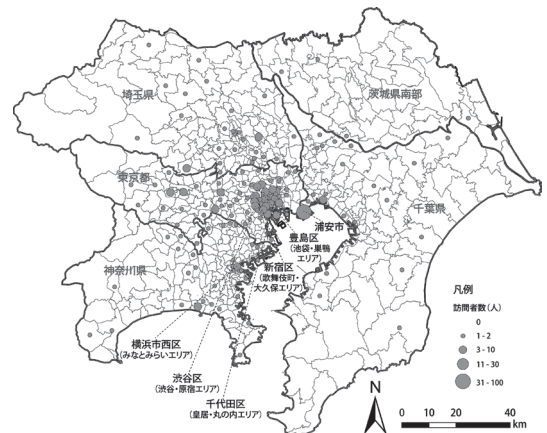 埼玉県
茨城県南部
東京都
千葉県
浦安市
豊島区
(池袋・巣鴨
エリア)
神奈川県
新宿区
(歌舞伎町・
大久保エリア)
横浜市西区
(みなとみらいエリア)
渋谷区
(渋谷・原宿エリア)
千代田区
(皇居・丸の内エリア)
凡例
訪問者数(人)
0
1 - 2
3 - 10
11 - 30
31 - 100
N
0 10 20 30 40
km